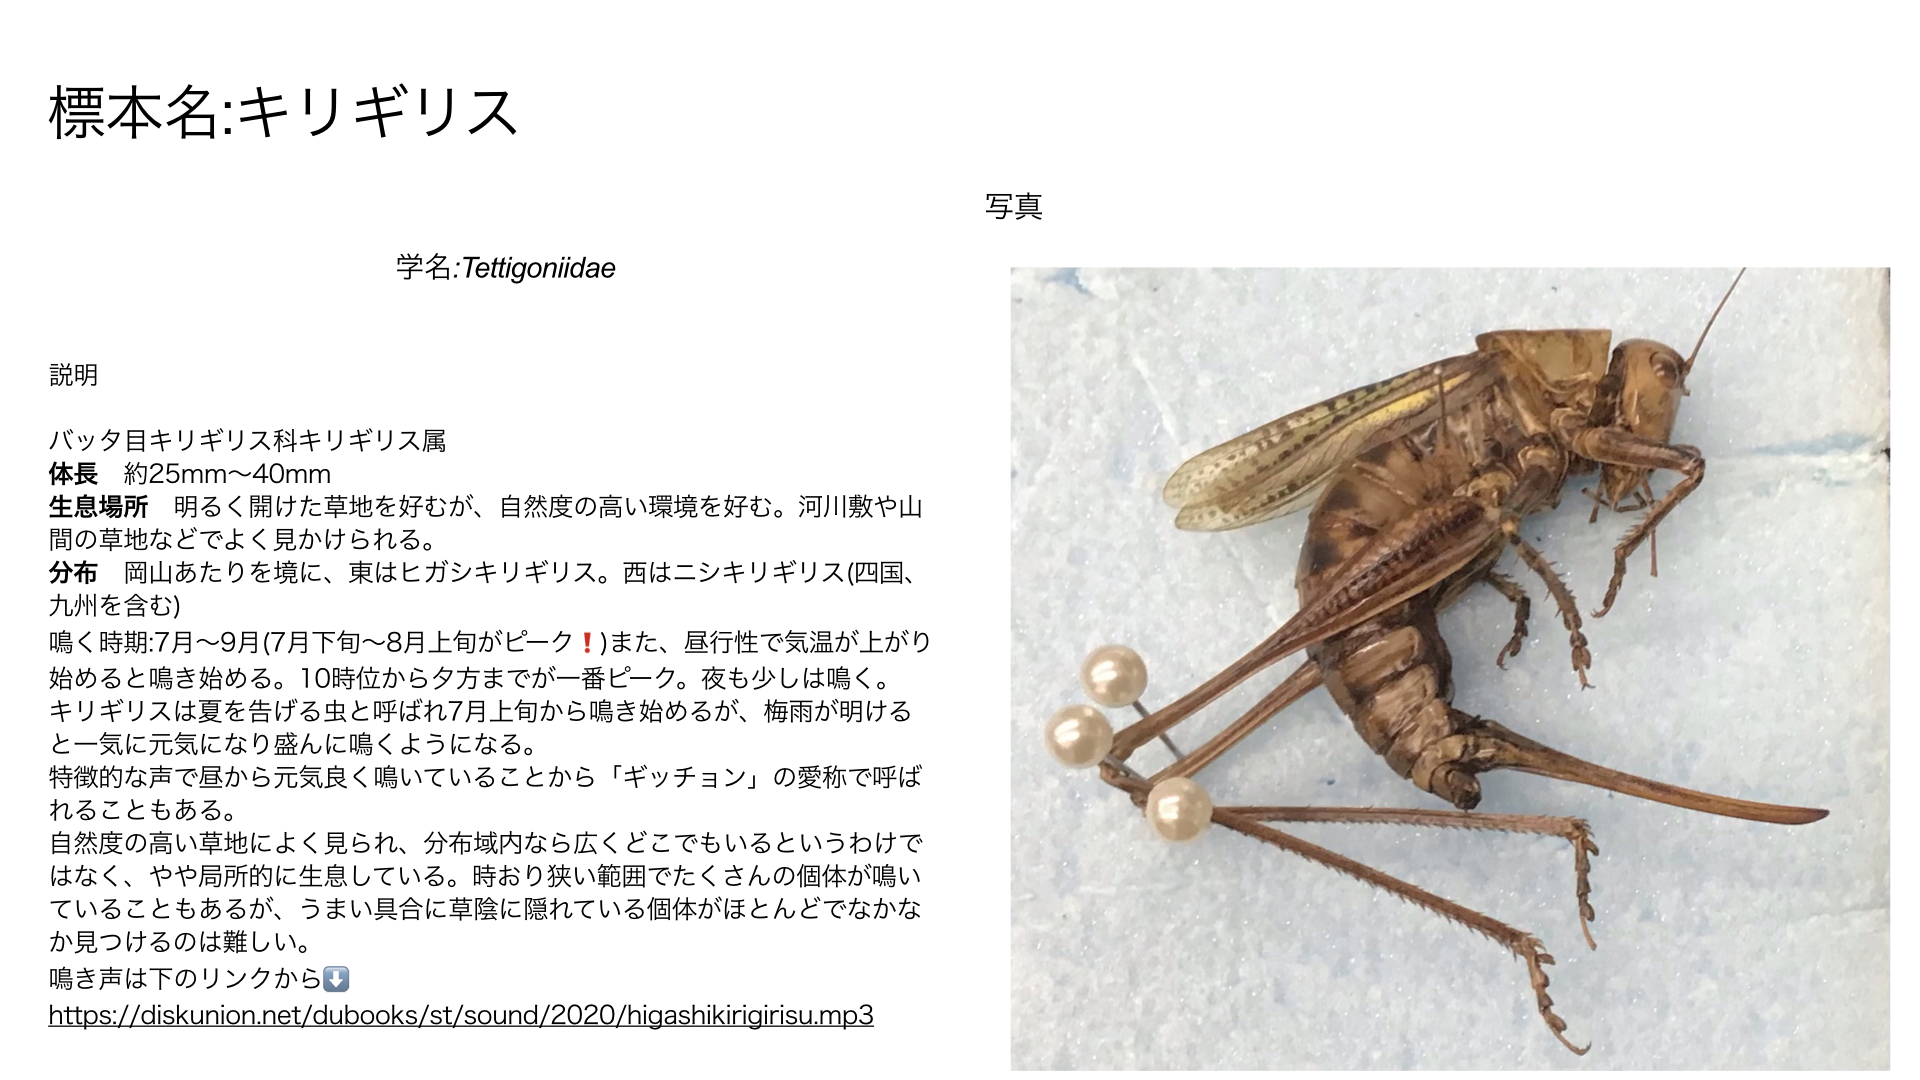 標本名:キリギリス
学名:Tettigoniidae
説明
バッタ目キリギリス科キリギリス属
体長　約25mm〜40mm
生息場所　明るく開けた草地を好むが、自然度の高い環境を好む。河川敷や山
間の草地などでよく見かけられる。
分布　岡山あたりを境に、東はヒガシキリギリス。西はニシキリギリス(四国、
九州を含む)
鳴く時期:7月〜9月(7月下旬〜8月上旬がピーク❗)また、昼行性で気温が上がり
始めると鳴き始める。10時位から夕方までが一番ピーク。夜も少しは鳴く。
キリギリスは夏を告げる虫と呼ばれ7月上旬から鳴き始めるが、梅雨が明ける
と一気に元気になり盛んに鳴くようになる。
特徴的な声で昼から元気良く鳴いていることから「ギッチョン」の愛称で呼ば
れることもある。
自然度の高い草地によく見られ、分布域内なら広くどこでもいるというわけで
はなく、やや局所的に生息している。時おり狭い範囲でたくさんの個体が鳴い
ていることもあるが、うまい具合に草陰に隠れている個体がほとんどでなかな
か見つけるのは難しい。
鳴き声は下のリンクから⬇️
https://diskunion.net/dubooks/st/sound/2020/higashikirigirisu.mp3
写真